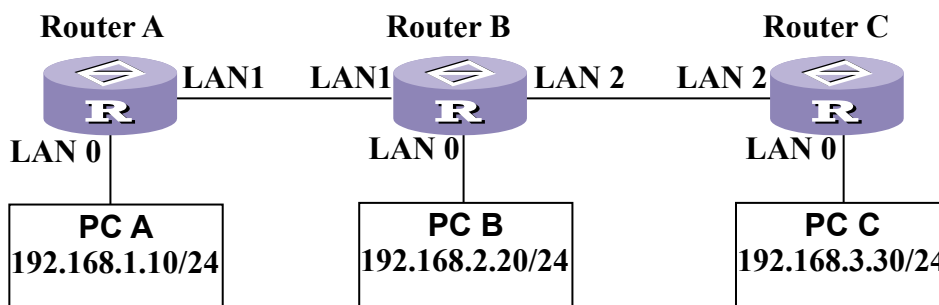 Router A
Router B
Router C
LAN1
LAN1
LAN 2
LAN 2
R
R
R
LAN 0
LAN 0
LAN 0
PC A
192.168.1.10/24
PC B
192.168.2.20/24
PC C
192.168.3.30/24